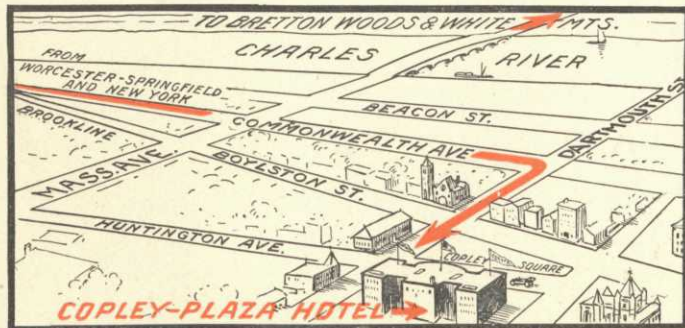 TO BRETTON WOODS & WHITE MTS.
CHARLES RIVER
FROM
WORCESTER-SPRINGFIELD
AND NEW YORK
BEACON ST.
BROOKLINE
COMMONWEALTH AVE
DARTMOUTH ST
MASS. AVE.
BOYLSTON ST.
HUNTINGTON AVE.
COPLEY SQUARE
COPLEY-PLAZA HOTEL